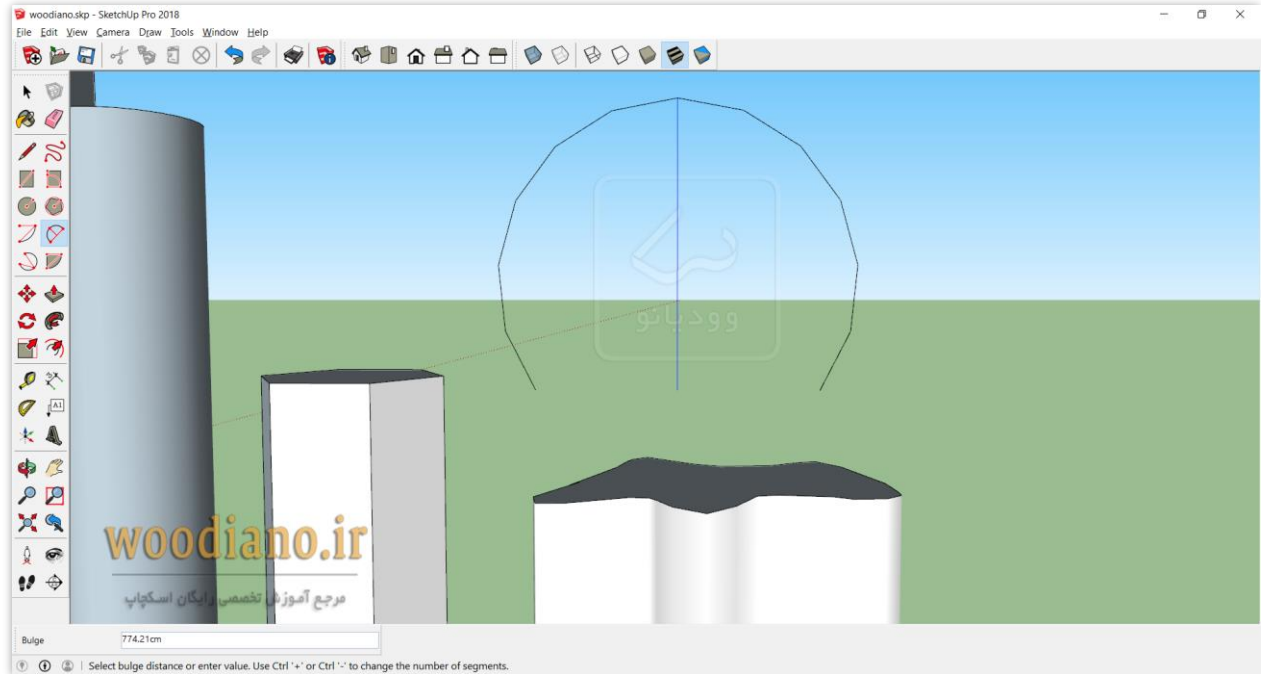 woodiano.skp - SketchUp Pro 2018
File Edit View Camera Draw Tools Window Help
A1
وودیانو
woodiano.ir
مرجع آموزش تخصصی رایگان اسکچاپ
Bulge 774.21cm
Select bulge distance or enter value. Use Ctrl '+' or Ctrl '-' to change the number of segments.